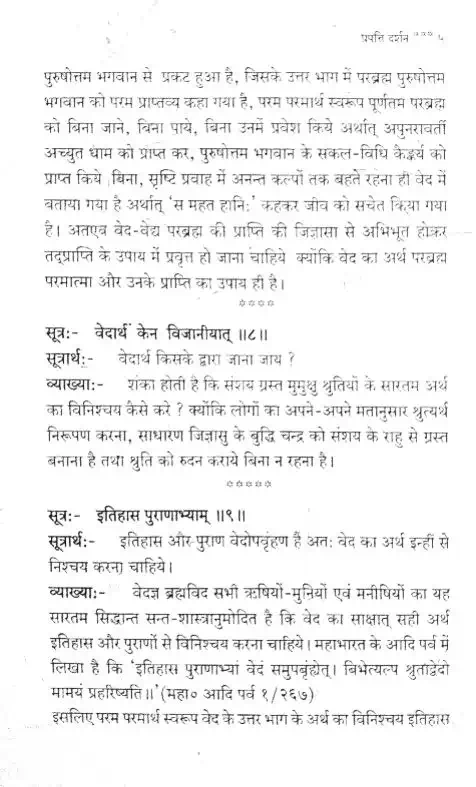 प्रपत्ति दर्शन *** ५
पुरुषोत्तम भगवान से प्रकट हुआ है, जिसके उत्तर भाग में परब्रह्म पुरुषोत्तम
भगवान को परम प्राप्तव्य कहा गया है, परम परमार्थ स्वरूप पूर्णतम परब्रह्म
को बिना जाने, बिना पाये, बिना उनमें प्रवेश किये अर्थात् अपुनरावर्ती
अच्युत धाम को प्राप्त कर, पुरुषोत्तम भगवान के सकल-विधि कैङ्कर्य को
प्राप्त किये बिना, सृष्टि प्रवाह में अनन्त कल्पों तक बहते रहना ही वेद में
बताया गया है अर्थात् 'स महत हानिः' कहकर जीव को सचेत किया गया
है। अतएव वेद-वेद्य परब्रह्म की प्राप्ति की जिज्ञासा से अभिभूत होकर
तद्प्राप्ति के उपाय में प्रवृत्त हो जाना चाहिये क्योंकि वेद का अर्थ परब्रह्म
परमात्मा और उनके प्राप्ति का उपाय ही है।
****
सूत्रः- वेदार्थ केन विजानीयात् ॥८॥
सूत्रार्थः- वेदार्थ किसके द्वारा जाना जाय ?
व्याख्याः- शंका होती है कि संशय ग्रस्त मुमुक्षु श्रुतियों के सारतम अर्थ
का विनिश्चय कैसे करे ? क्योंकि लोगों का अपने-अपने मतानुसार श्रुत्यर्थ
निरूपण करना, साधारण जिज्ञासु के बुद्धि चन्द्र को संशय के राहु से ग्रस्त
बनाना है तथा श्रुति को रुदन कराये बिना न रहना है।
*****
सूत्रः- इतिहास पुराणाभ्याम् ॥९॥
सूत्रार्थः- इतिहास और पुराण वेदोपवृंहण है अतः वेद का अर्थ इन्हीं से
निश्चय करना चाहिये।
व्याख्याः- वेदज्ञ ब्रह्मविद सभी ऋषियों-मुनियों एवं मनीषियों का यह
सारतम सिद्धान्त सन्त-शास्त्रानुमोदित है कि वेद का साक्षात् सही अर्थ
इतिहास और पुराणों से विनिश्चय करना चाहिये। महाभारत के आदि पर्व में
लिखा है कि 'इतिहास पुराणाभ्यां वेदं समुपबृंह्येत्। बिभेत्यल्प श्रुताद्वेदो
मामयं प्रहरिष्यति॥'(महा० आदि पर्व १/२६७)
इसलिए परम परमार्थ स्वरूप वेद के उत्तर भाग के अर्थ का विनिश्चय इतिहास